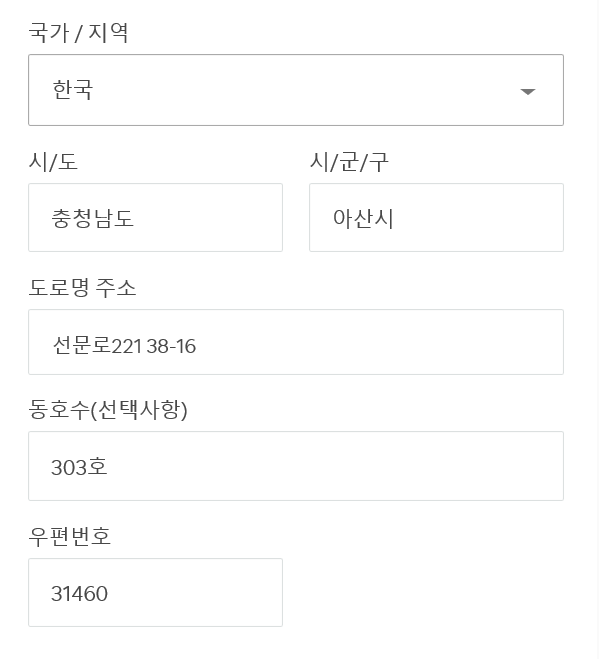 국가 / 지역
한국
시/도 시/군/구
충청남도 아산시
도로명 주소
선문로221 38-16
동호수(선택사항)
303호
우편번호
31460